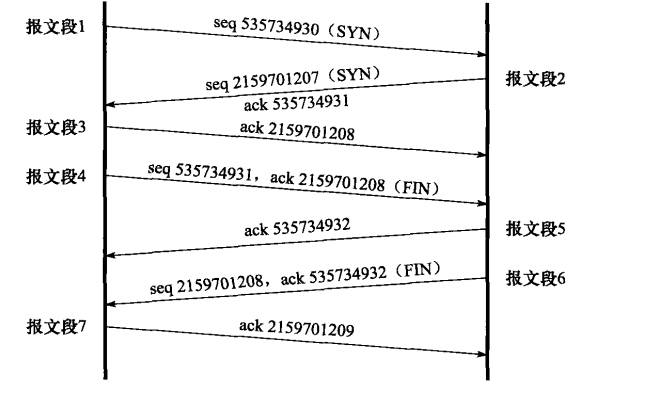 报文段1
seq 535734930（SYN）
seq 2159701207（SYN）
报文段2
ack 535734931
报文段3
ack 2159701208
报文段4
seq 535734931，ack 2159701208（FIN）
ack 535734932
报文段5
seq 2159701208，ack 535734932（FIN）
报文段6
报文段7
ack 2159701209